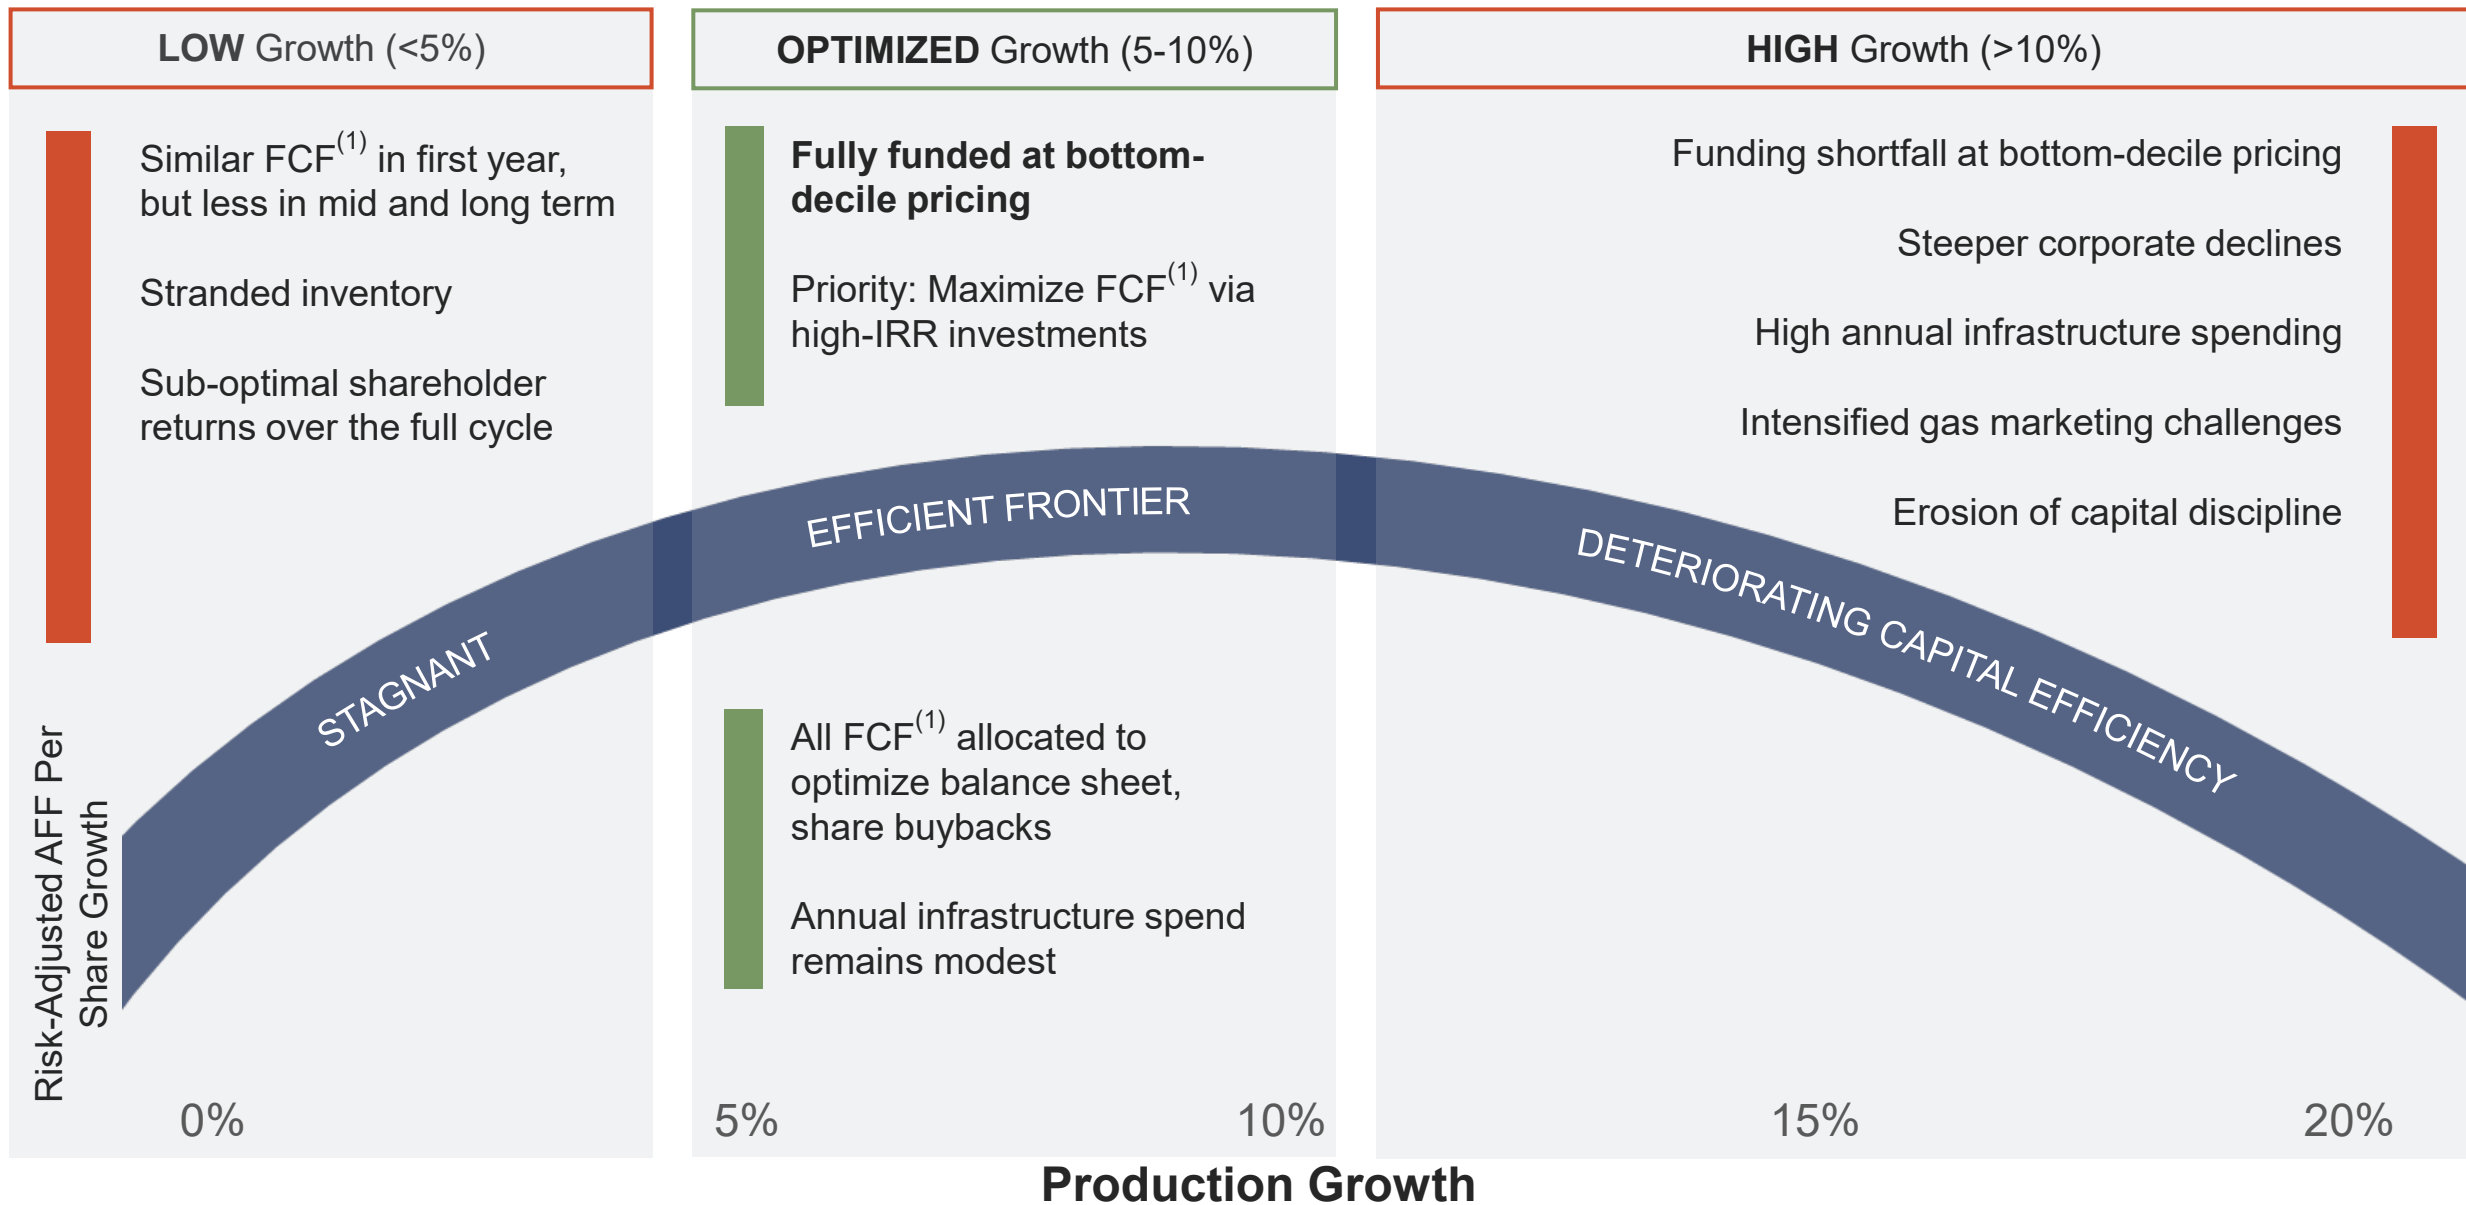 LOW Growth (<5%)
Similar FCF(1) in first year,
but less in mid and long term
Stranded inventory
Sub-optimal shareholder
returns over the full cycle
OPTIMIZED Growth (5-10%)
Fully funded at bottom-
decile pricing
Priority: Maximize FCF(1) via
high-IRR investments
HIGH Growth (>10%)
Funding shortfall at bottom-decile pricing
Steeper corporate declines
High annual infrastructure spending
Intensified gas marketing challenges
Erosion of capital discipline
STAGNANT
EFFICIENT FRONTIER
DETERIORATING CAPITAL EFFICIENCY
All FCF(1) allocated to
optimize balance sheet,
share buybacks
Annual infrastructure spend
remains modest
Risk-Adjusted AFF Per
Share Growth
0%
5%
10%
15%
20%
Production Growth